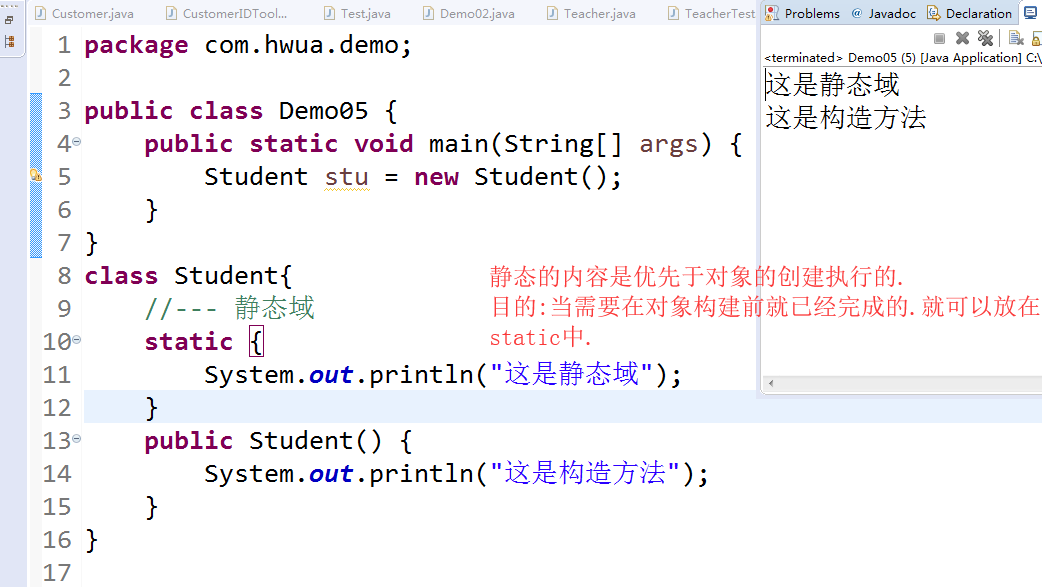 Customer.java CustomerIDTool... Test.java Demo02.java Teacher.java TeacherTest
Problems @ Javadoc Declaration
<terminated> Demo05 (5) [Java Application] C:\
这是静态域
这是构造方法
1 package com.hwua.demo;
2
3 public class Demo05 {
4 public static void main(String[] args) {
5 Student stu = new Student();
6 }
7 }
8 class Student{
9 //--- 静态域
10 static {
11 System.out.println("这是静态域");
12 }
13 public Student() {
14 System.out.println("这是构造方法");
15 }
16 }
17
静态的内容是优先于对象的创建执行的.
目的:当需要在对象构建前就已经完成的.就可以放在
static中.